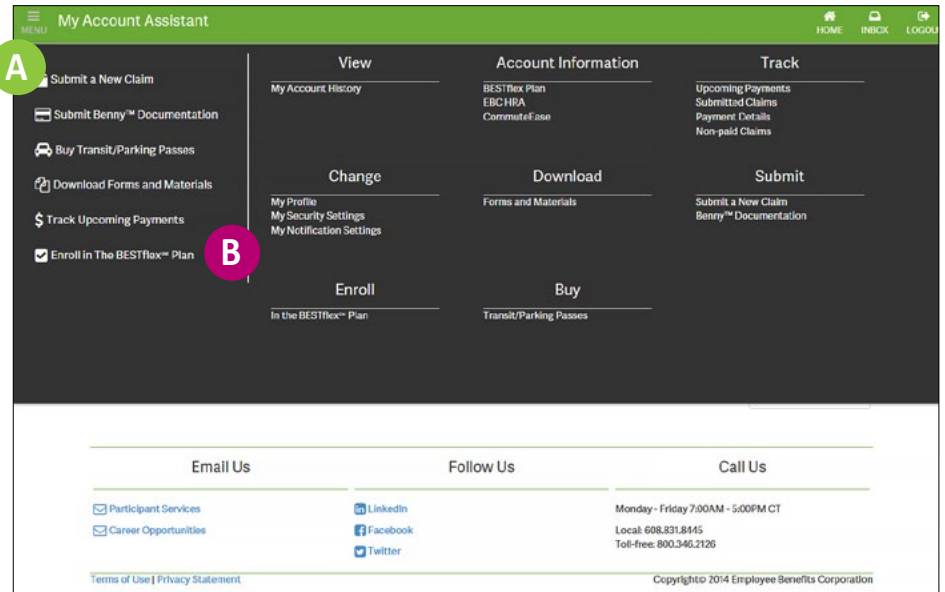 MENU
My Account Assistant
HOME
INBOX
LOGOU
A
Submit a New Claim
Submit Benny™ Documentation
Buy Transit/Parking Passes
Download Forms and Materials
$ Track Upcoming Payments
Enroll in The BESTflex℠ Plan
B
View
My Account History
Account Information
BESTflex Plan
EBC HRA
CommuteEase
Track
Upcoming Payments
Submitted Claims
Payment Details
Non-paid Claims
Change
My Profile
My Security Settings
My Notification Settings
Download
Forms and Materials
Submit
Submit a New Claim
Benny™ Documentation
Enroll
In the BESTflex℠ Plan
Buy
Transit/Parking Passes
Email Us
Participant Services
Career Opportunities
Follow Us
LinkedIn
Facebook
Twitter
Call Us
Monday - Friday 7:00AM - 5:00PM CT
Local: 608.831.8445
Toll-free: 800.346.2126
Terms of Use | Privacy Statement
Copyright© 2014 Employee Benefits Corporation